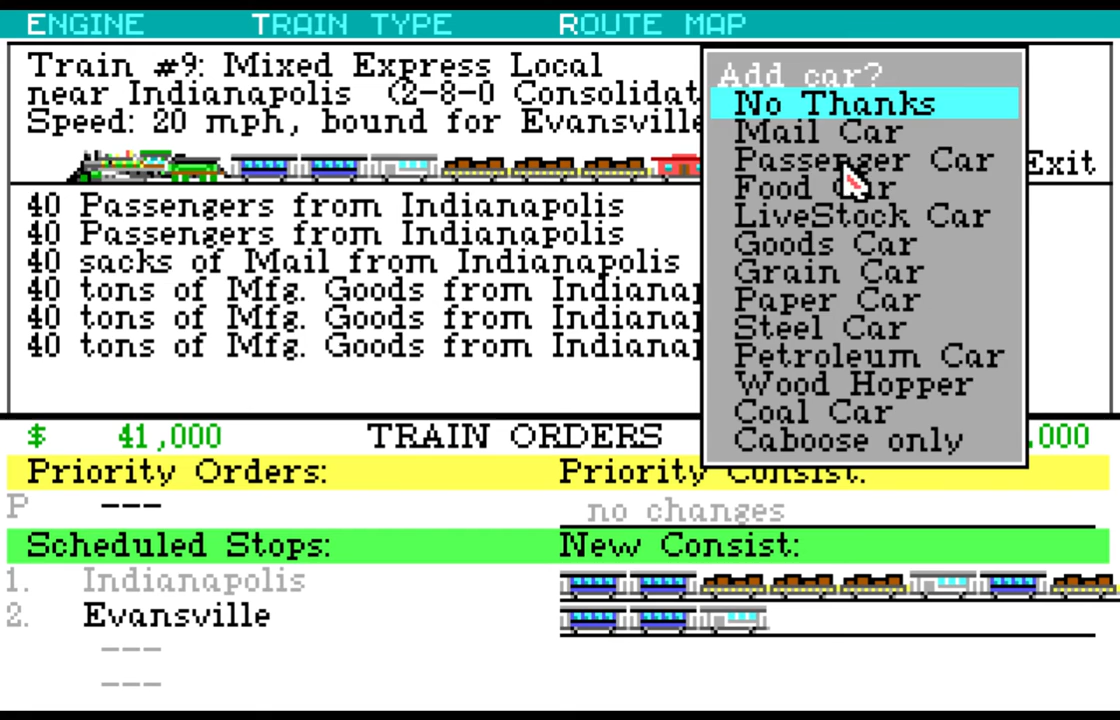 ENGINE TRAIN TYPE ROUTE MAP
Train #9: Mixed Express Local
near Indianapolis (2-8-0 Consolidat
Speed: 20 mph, bound for Evansville
Exit
40 Passengers from Indianapolis
40 Passengers from Indianapolis
40 sacks of Mail from Indianapolis
40 tons of Mfg. Goods from Indianap
40 tons of Mfg. Goods from Indianap
40 tons of Mfg. Goods from Indianap
Add car?
No Thanks
Mail Car
Passenger Car
Food Car
LiveStock Car
Goods Car
Grain Car
Paper Car
Steel Car
Petroleum Car
Wood Hopper
Coal Car
Caboose only
$ 41,000 TRAIN ORDERS ,000
Priority Orders: Priority Consist:
P --- no changes
Scheduled Stops: New Consist:
1. Indianapolis
2. Evansville
---
---